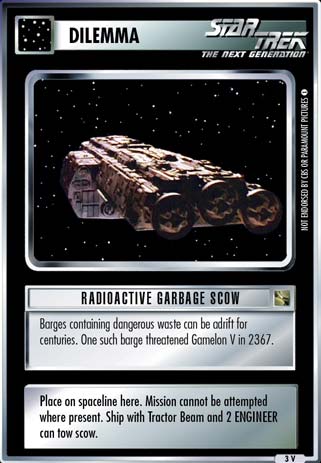 DILEMMA
STAR TREK
THE NEXT GENERATION
NOT ENDORSED BY CBS OR PARAMOUNT PICTURES
RADIOACTIVE GARBAGE SCOW
Barges containing dangerous waste can be adrift for
centuries. One such barge threatened Gamelon V in 2367.
Place on spaceline here. Mission cannot be attempted
where present. Ship with Tractor Beam and 2 ENGINEER
can tow scow.
3 V